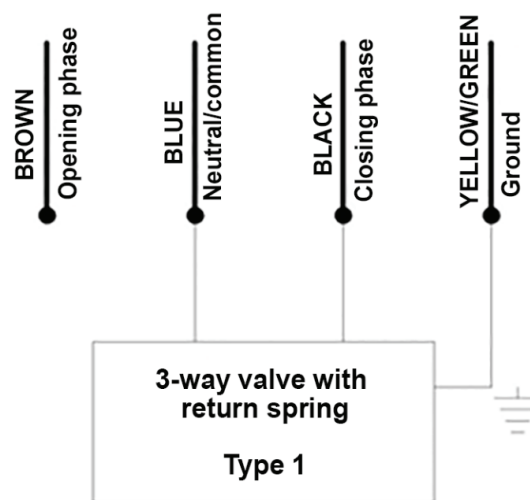 BROWN
Opening phase
BLUE
Neutral/common
BLACK
Closing phase
YELLOW/GREEN
Ground
3-way valve with
return spring
Type 1